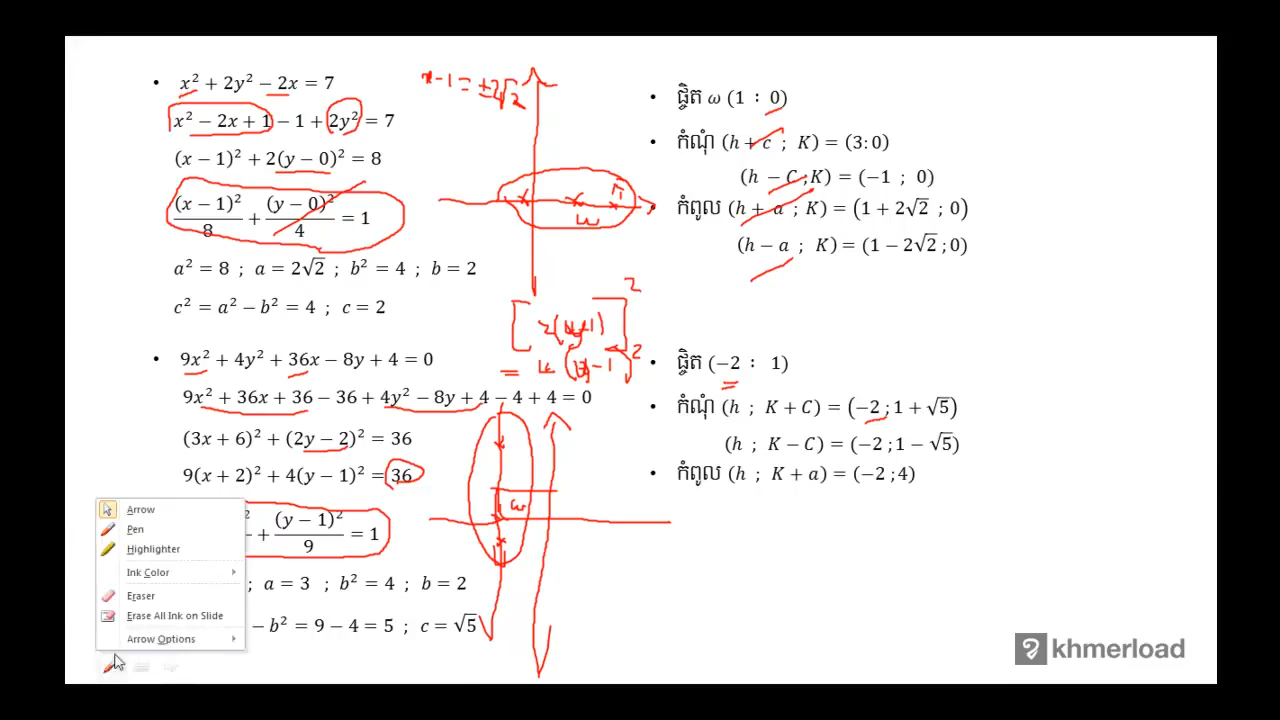 • x² + 2y² − 2x = 7
x² − 2x + 1 − 1 + 2y² = 7
(x − 1)² + 2(y − 0)² = 8
(x − 1)²/8 + (y − 0)²/4 = 1
a² = 8 ; a = 2√2 ; b² = 4 ; b = 2
c² = a² − b² = 4 ; c = 2
x−1 = ±2√2
ω
• ផ្ចិត ω (1 : 0)
• កំណុំ (h + c ; K) = (3: 0)
(h − C ; K) = (−1 ; 0)
• កំពូល (h + a ; K) = (1 + 2√2 ; 0)
(h − a ; K) = (1 − 2√2 ; 0)
• 9x² + 4y² + 36x − 8y + 4 = 0
9x² + 36x + 36 − 36 + 4y² − 8y + 4 − 4 + 4 = 0
(3x + 6)² + (2y − 2)² = 36
9(x + 2)² + 4(y − 1)² = 36
² + (y − 1)²/9 = 1
; a = 3 ; b² = 4 ; b = 2
− b² = 9 − 4 = 5 ; c = √5
ω
• ផ្ចិត (−2 : 1)
• កំណុំ (h ; K + C) = (−2 ; 1 + √5)
(h ; K − C) = (−2 ; 1 − √5)
• កំពូល (h ; K + a) = (−2 ; 4)
Arrow
Pen
Highlighter
Ink Color
Eraser
Erase All Ink on Slide
Arrow Options
khmerload